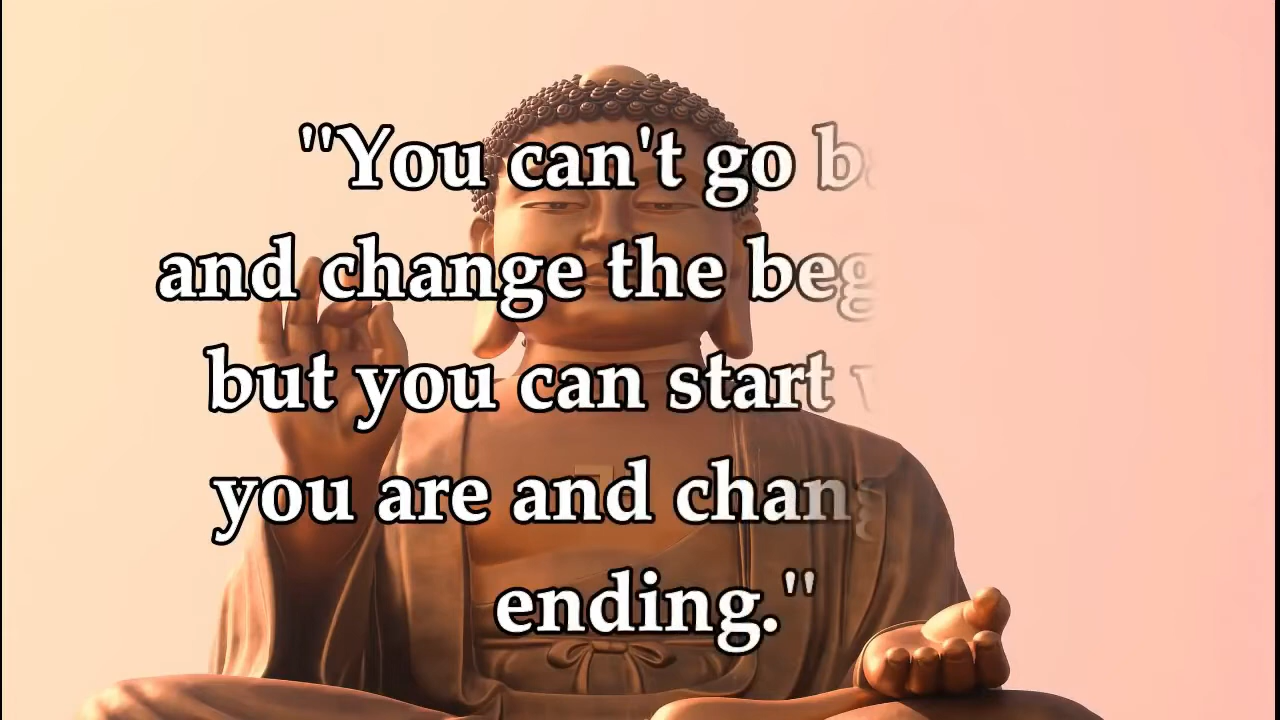 "You can't go
and change the
but you can start
you are and
ending."